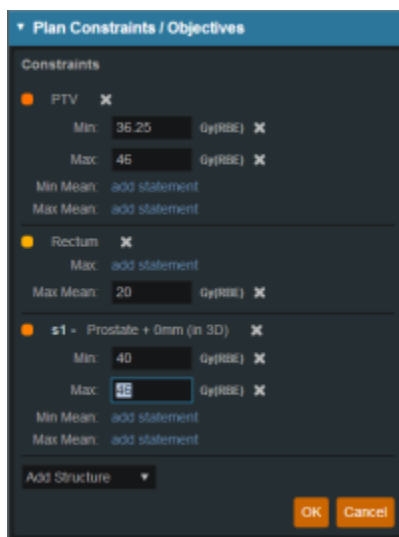 Plan Constraints / Objectives
Constraints
PTV
Min: 36.25 Gy(RBE)
Max: 46 Gy(RBE)
Min Mean: add statement
Max Mean: add statement
Rectum
Max: add statement
Max Mean: 20 Gy(RBE)
s1 - Prostate + 0mm (in 3D)
Min: 40 Gy(RBE)
Max: Gy(RBE)
Min Mean: add statement
Max Mean: add statement
Add Structure
OK Cancel